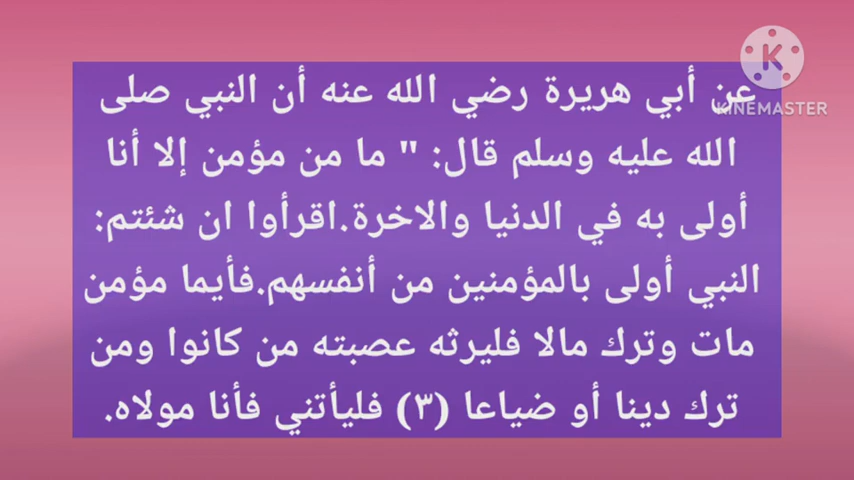 عن أبي هريرة رضي الله عنه أن النبي صلى
الله عليه وسلم قال: " ما من مؤمن إلا أنا
أولى به في الدنيا والاخرة.اقرأوا ان شئتم:
النبي أولى بالمؤمنين من أنفسهم.فأيما مؤمن
مات وترك مالا فليرثه عصبته من كانوا ومن
ترك دينا أو ضياعا (٣) فليأتني فأنا مولاه.
K
KINEMASTER